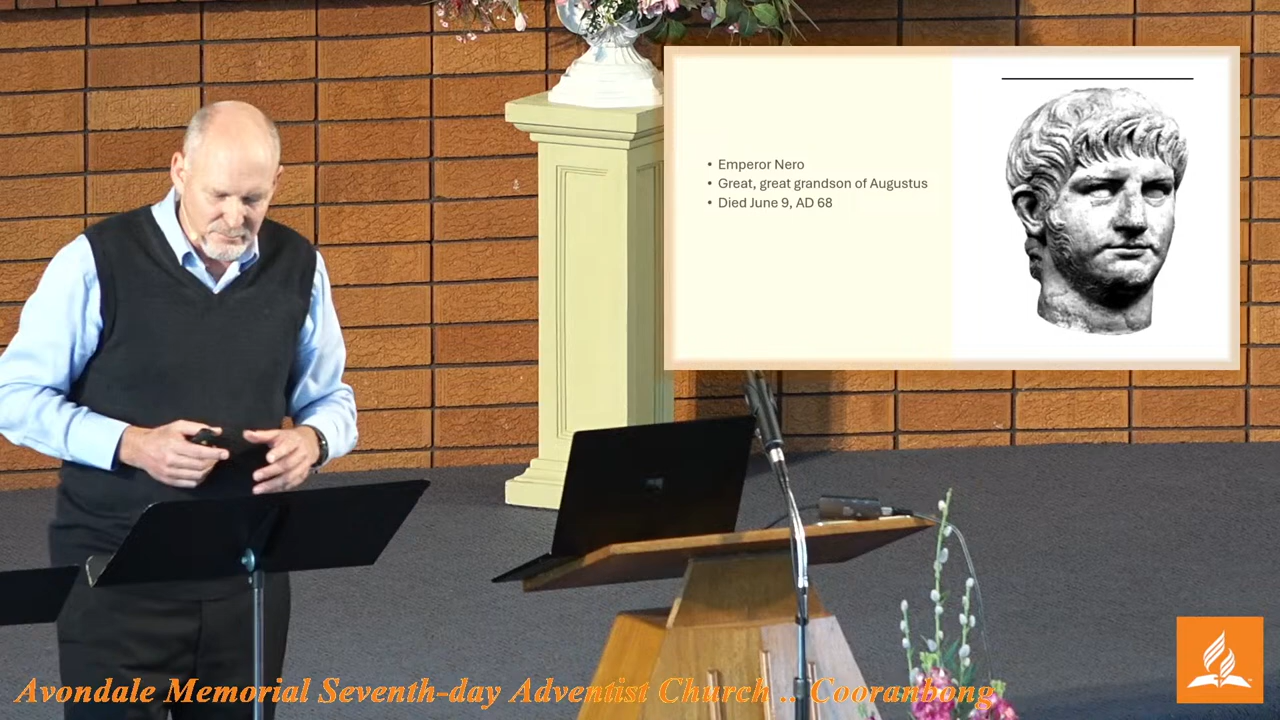 • Emperor Nero
• Great, great grandson of Augustus
• Died June 9, AD 68
Avondale Memorial Seventh-day Adventist Church .. Cooranbong